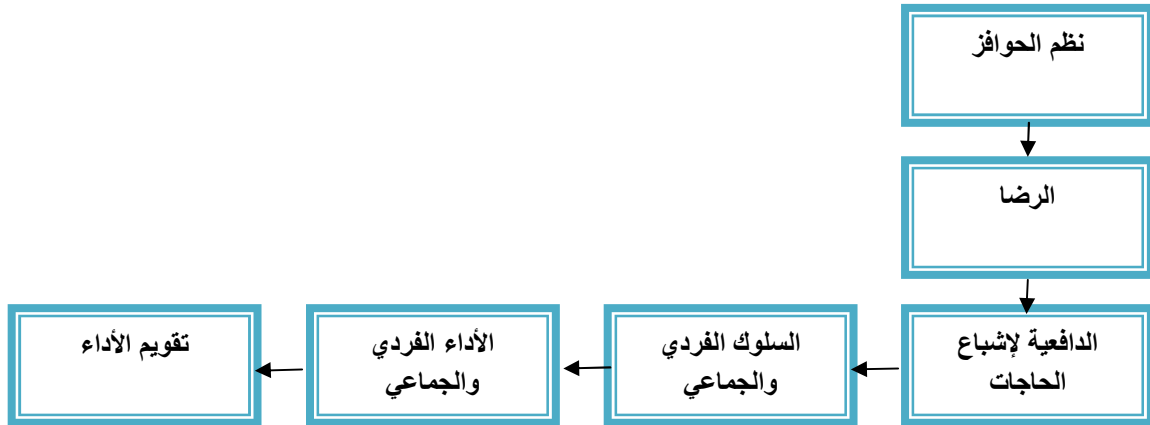 نظم الحوافز
الرضا
الدافعية لإشباع
الحاجات
السلوك الفردي
والجماعي
الأداء الفردي
والجماعي
تقويم الأداء